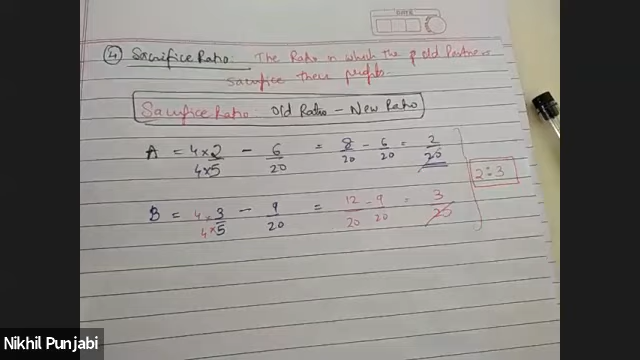 DATE
4 Sacrifice Ratio: The Ratio in which the p old Partners
sacrifice there profits.
Sacrifice Ratio: Old Ratio - New Ratio
A = 4×2/4×5 - 6/20 = 8/20 - 6/20 = 2/20
B = 4×3/4×5 - 9/20 = 12/20 - 9/20 = 3/20
2:3
Nikhil Punjabi